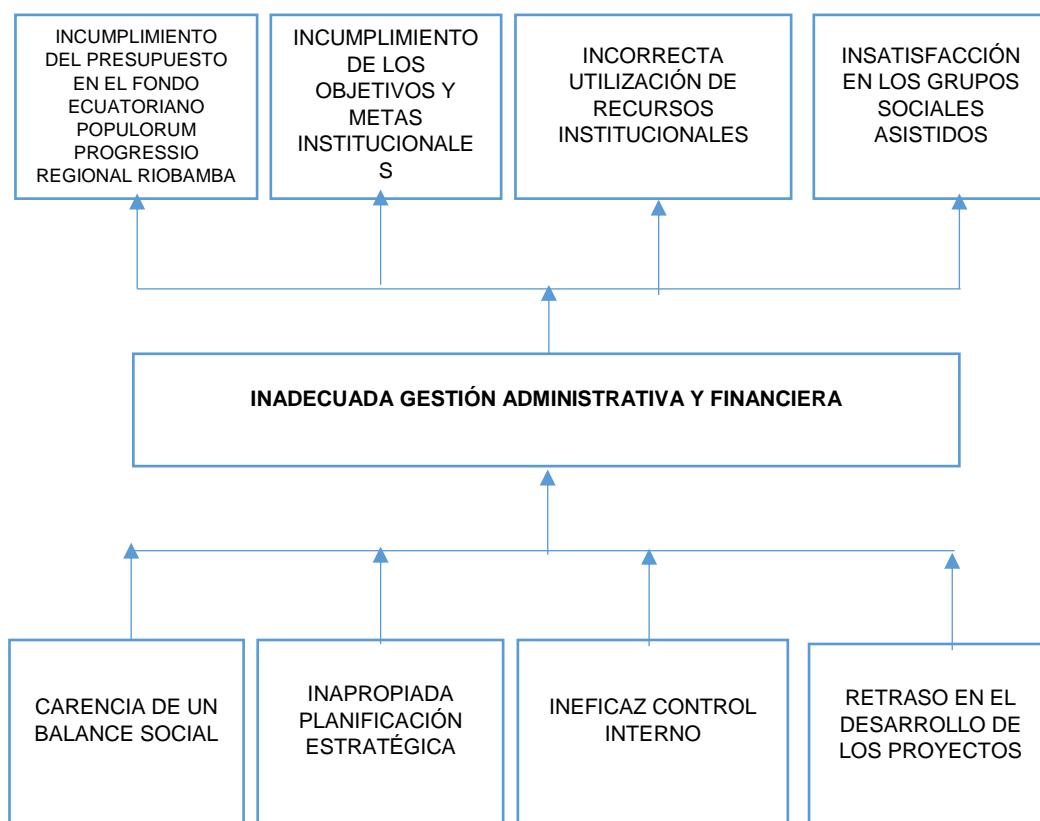 INCUMPLIMIENTO
DEL PRESUPUESTO
EN EL FONDO
ECUATORIANO
POPULORUM
PROGRESSIO
REGIONAL RIOBAMBA
INCUMPLIMIENTO
DE LOS
OBJETIVOS Y
METAS
INSTITUCIONALE
S
INCORRECTA
UTILIZACIÓN DE
RECURSOS
INSTITUCIONALES
INSATISFACCIÓN
EN LOS GRUPOS
SOCIALES
ASISTIDOS
INADECUADA GESTIÓN ADMINISTRATIVA Y FINANCIERA
CARENCIA DE UN
BALANCE SOCIAL
INAPROPIADA
PLANIFICACIÓN
ESTRATÉGICA
INEFICAZ CONTROL
INTERNO
RETRASO EN EL
DESARROLLO DE
LOS PROYECTOS